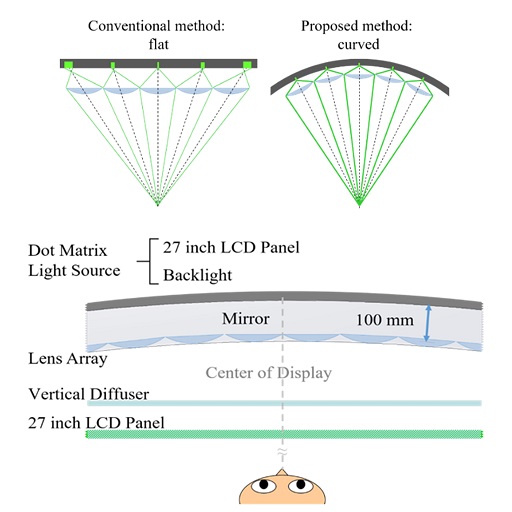 Conventional method:
flat
Proposed method:
curved
Dot Matrix
Light Source
27 inch LCD Panel
Backlight
Mirror
100 mm
Lens Array
Center of Display
Vertical Diffuser
27 inch LCD Panel